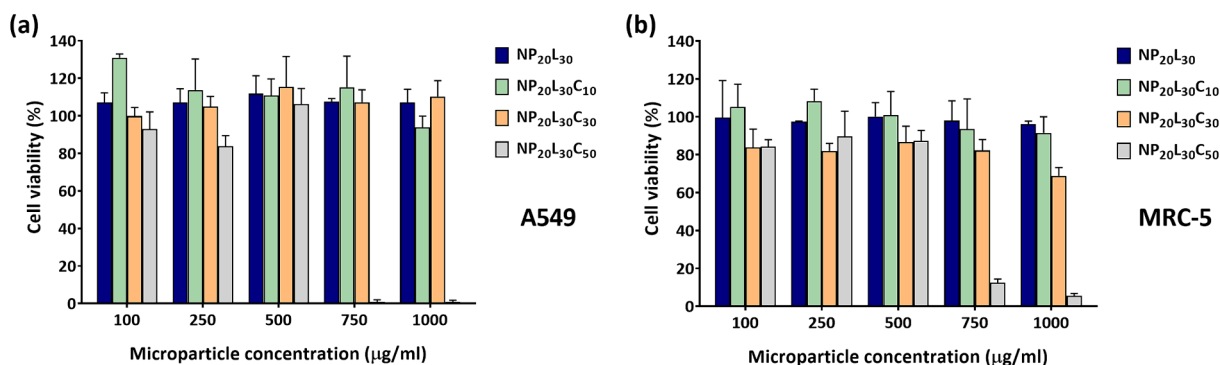 (a)
140
120
100
80
60
40
20
0
Cell viability (%)
100 250 500 750 1000
Microparticle concentration (μg/ml)
NP₂₀L₃₀
NP₂₀L₃₀C₁₀
NP₂₀L₃₀C₃₀
NP₂₀L₃₀C₅₀
A549
(b)
140
120
100
80
60
40
20
0
Cell viability (%)
100 250 500 750 1000
Microparticle concentration (μg/ml)
NP₂₀L₃₀
NP₂₀L₃₀C₁₀
NP₂₀L₃₀C₃₀
NP₂₀L₃₀C₅₀
MRC-5